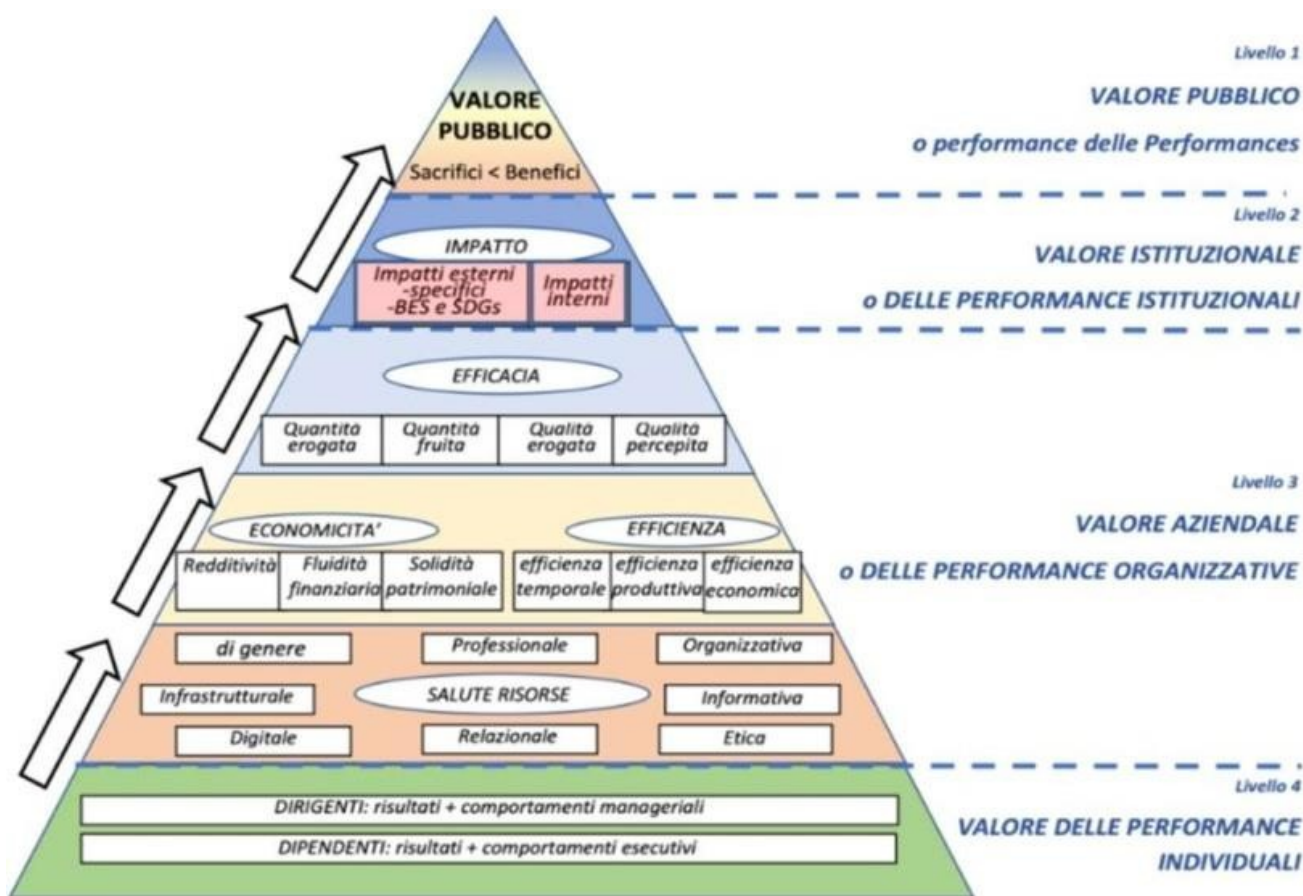 Livello 1
VALORE
PUBBLICO
VALORE PUBBLICO
o performance delle Performances
Sacrifici < Benefici
Livello 2
IMPATTO
VALORE ISTITUZIONALE
Impatti esterni
-specifici
-BES e SDGs
Impatti
interni
o DELLE PERFORMANCE ISTITUZIONALI
EFFICACIA
Quantità
erogata
Quantità
fruita
Qualità
erogata
Qualità
percepita
Livello 3
VALORE AZIENDALE
o DELLE PERFORMANCE ORGANIZZATIVE
ECONOMICITA'
EFFICIENZA
Redditività
Fluidità
finanziaria
Solidità
patrimoniale
efficienza
temporale
efficienza
produttiva
efficienza
economica
di genere
Professionale
Organizzativa
Infrastrutturale
SALUTE RISORSE
Informativa
Digitale
Relazionale
Etica
Livello 4
DIRIGENTI: risultati + comportamenti manageriali
DIPENDENTI: risultati + comportamenti esecutivi
VALORE DELLE PERFORMANCE
INDIVIDUALI